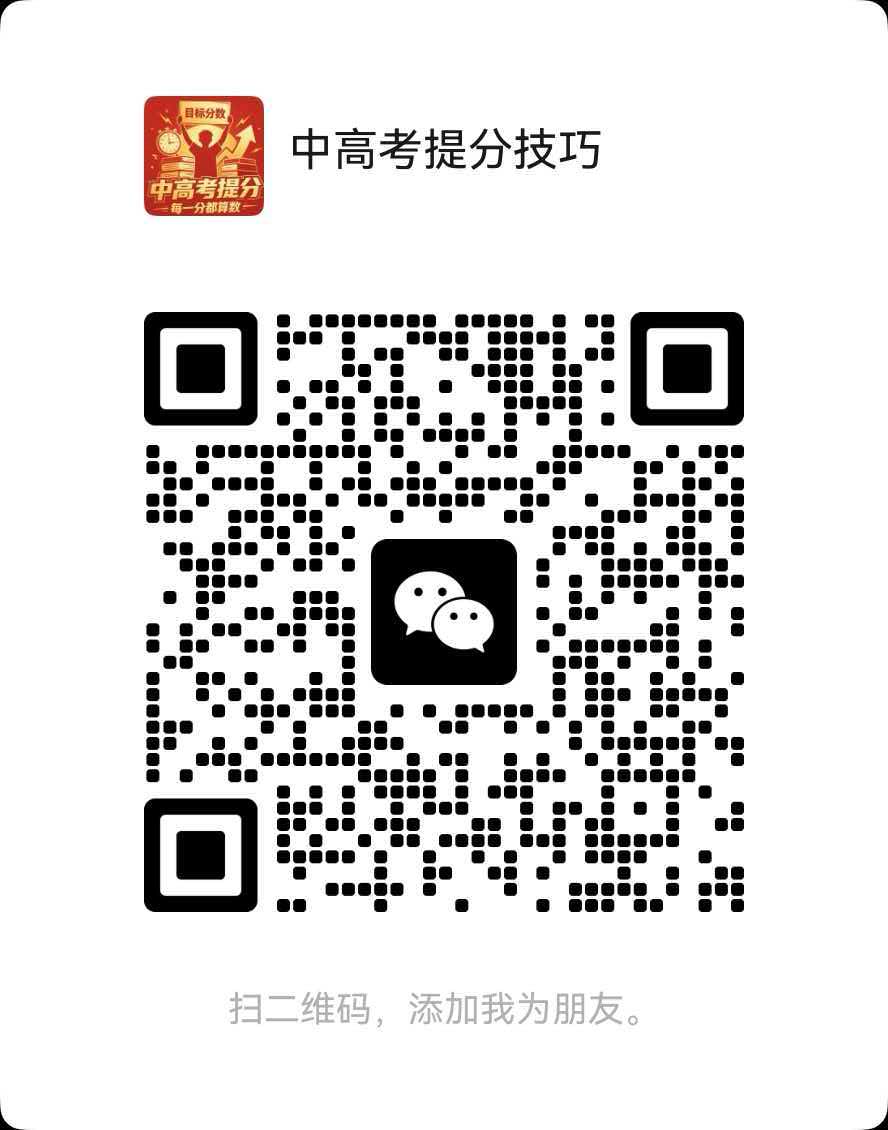 目标分数
中高考提分技巧
中高考提分
每一分都算数
扫二维码，添加我为朋友。